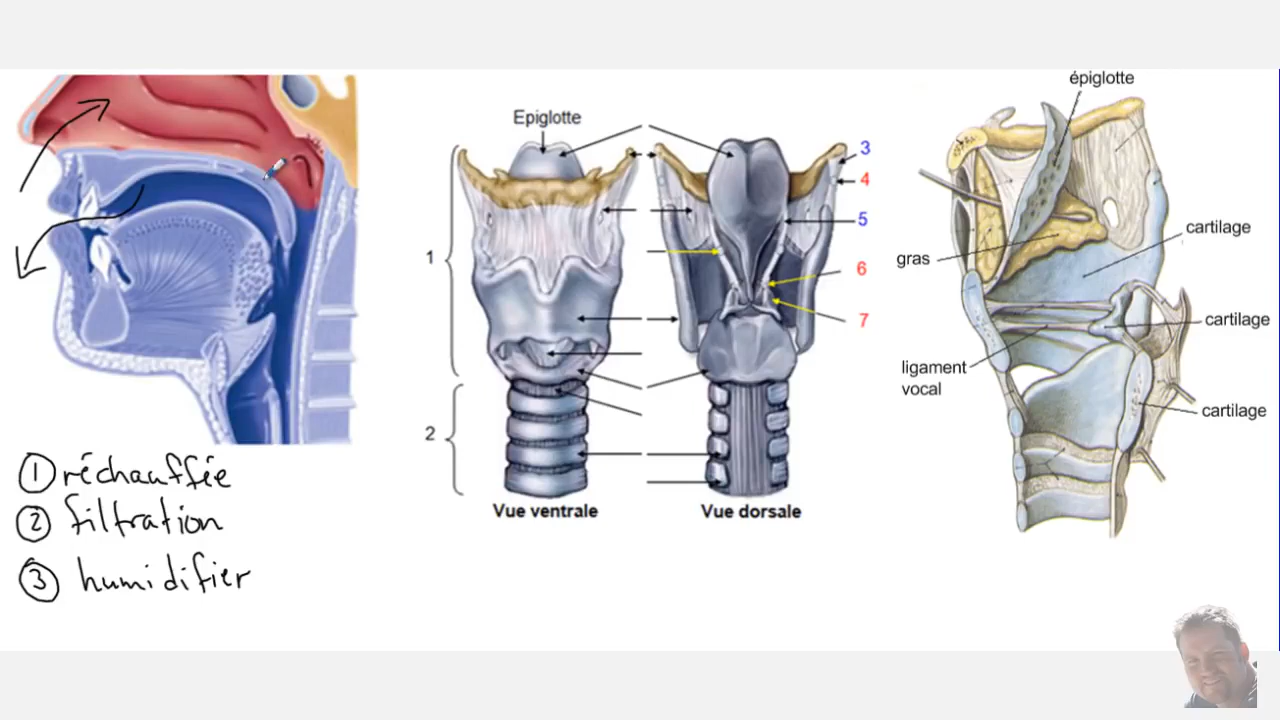 ① réchauffée
② filtration
③ humidifier
Epiglotte
1
2
3
4
5
6
7
Vue ventrale
Vue dorsale
épiglotte
gras
cartilage
cartilage
ligament
vocal
cartilage